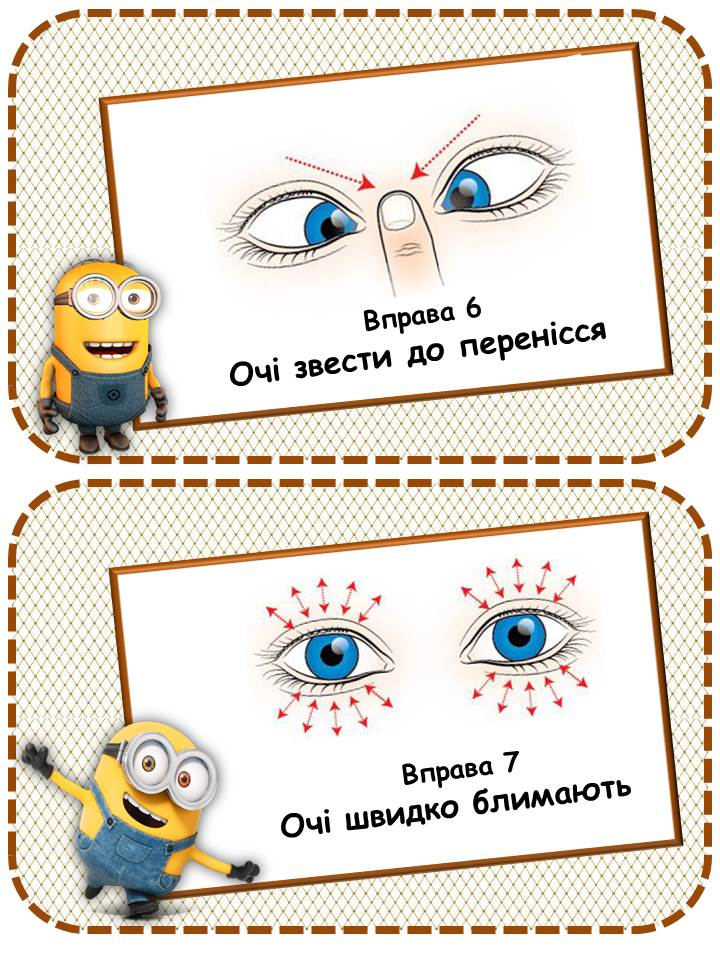 Вправа 6
Очі звести до перенісся
Вправа 7
Очі швидко блимають